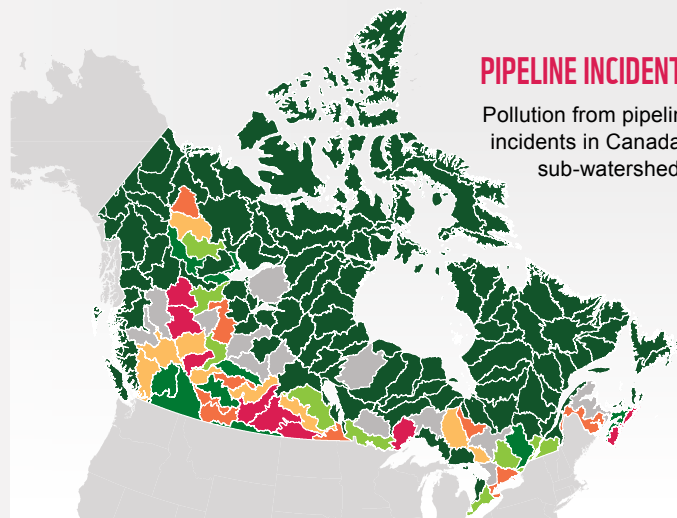 PIPELINE INCIDENT
Pollution from pipelin
incidents in Canada
sub-watershed